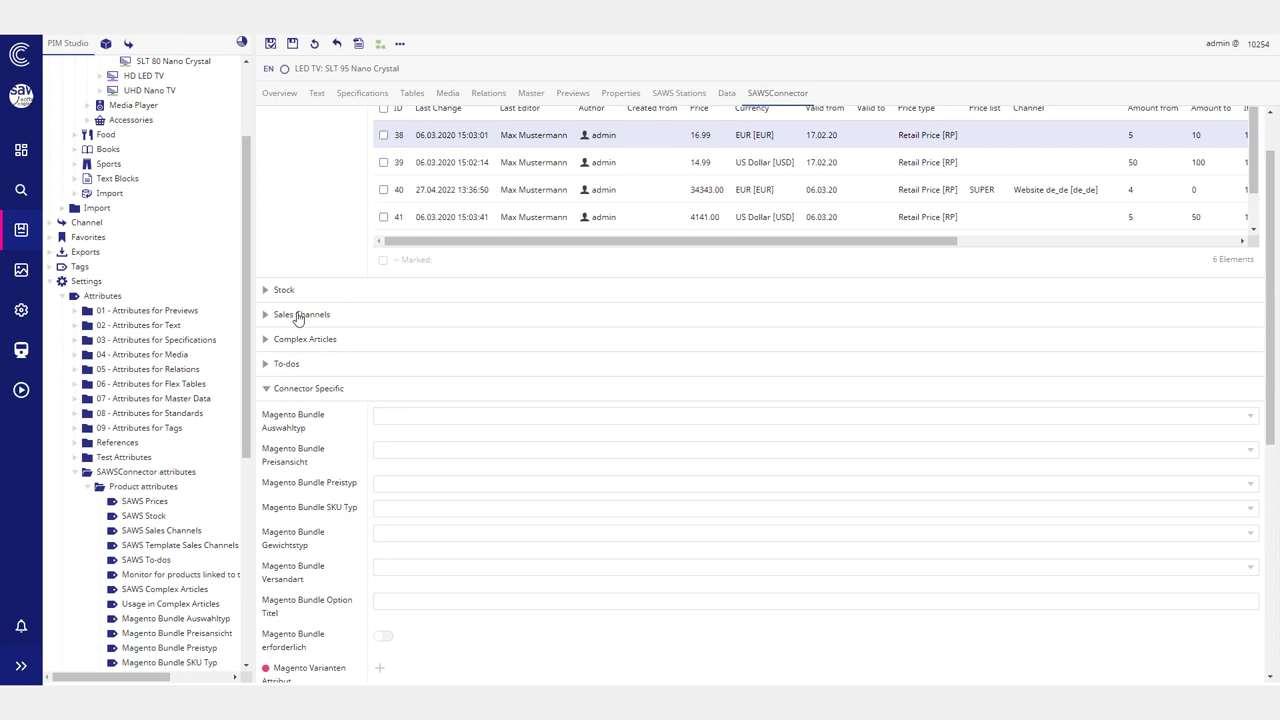 PIM Studio
admin @ 10254
EN LED TV: SLT 95 Nano Crystal
Overview Text Specifications Tables Media Relations Master Previews Properties SAWS Stations Data SAWSConnector
SLT 80 Nano Crystal
HD LED TV
UHD Nano TV
Media Player
Accessories
Food
Books
Sports
Text Blocks
Import
Import
Channel
Favorites
Exports
Tags
Settings
Attributes
01 - Attributes for Previews
02 - Attributes for Text
03 - Attributes for Specifications
04 - Attributes for Media
05 - Attributes for Relations
06 - Attributes for Flex Tables
07 - Attributes for Master Data
08 - Attributes for Standards
09 - Attributes for Tags
References
Test Attributes
SAWSConnector attributes
Product attributes
SAWS Prices
SAWS Stock
SAWS Sales Channels
SAWS Template Sales Channels
SAWS To-dos
Monitor for products linked to t
SAWS Complex Articles
Usage in Complex Articles
Magento Bundle Auswahltyp
Magento Bundle Preisansicht
Magento Bundle Preistyp
Magento Bundle SKU Typ
ID Last Change Last Editor Author Created from Price Currency Valid from Valid to Price type Price list Channel Amount from Amount to
38 06.03.2020 15:03:01 Max Mustermann admin 16.99 EUR [EUR] 17.02.20 Retail Price [RP] 5 10
39 06.03.2020 15:02:14 Max Mustermann admin 14.99 US Dollar [USD] 17.02.20 Retail Price [RP] 50 100
40 27.04.2022 13:36:50 Max Mustermann admin 34343.00 EUR [EUR] 06.03.20 Retail Price [RP] SUPER Website de_de [de_de] 4 0
41 06.03.2020 15:03:41 Max Mustermann admin 4141.00 US Dollar [USD] 06.03.20 Retail Price [RP] 5 50
Marked: 6 Elements
Stock
Sales Channels
Complex Articles
To-dos
Connector Specific
Magento Bundle
Auswahltyp
Magento Bundle
Preisansicht
Magento Bundle Preistyp
Magento Bundle SKU Typ
Magento Bundle
Gewichtstyp
Magento Bundle
Versandart
Magento Bundle Option
Titel
Magento Bundle
erforderlich
Magento Varianten
Attribut